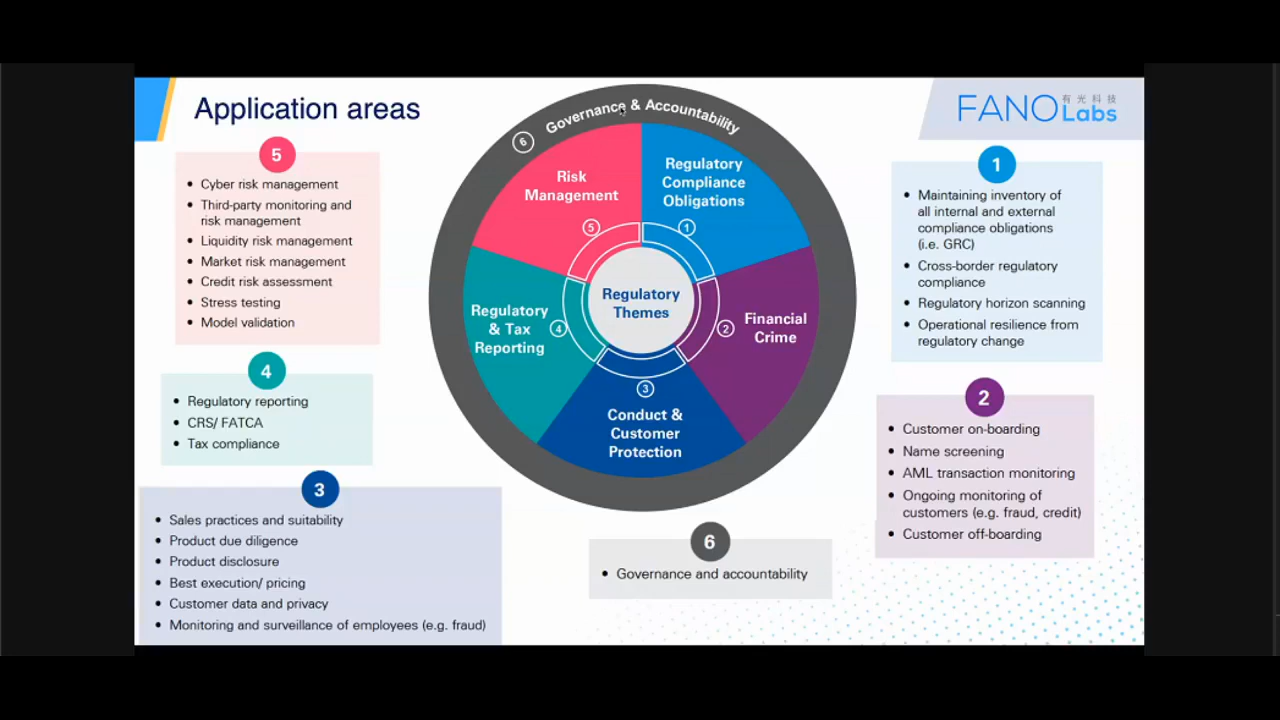 Application areas
FANO 有光科技
Labs
5
• Cyber risk management
• Third-party monitoring and
risk management
• Liquidity risk management
• Market risk management
• Credit risk assessment
• Stress testing
• Model validation
4
• Regulatory reporting
• CRS/ FATCA
• Tax compliance
3
• Sales practices and suitability
• Product due diligence
• Product disclosure
• Best execution/ pricing
• Customer data and privacy
• Monitoring and surveillance of employees (e.g. fraud)
6 Governance & Accountability
Risk
Management
5
Regulatory
Compliance
Obligations
1
Regulatory
& Tax
Reporting
4
Regulatory
Themes
2
Financial
Crime
3
Conduct &
Customer
Protection
6
• Governance and accountability
1
• Maintaining inventory of
all internal and external
compliance obligations
(i.e. GRC)
• Cross-border regulatory
compliance
• Regulatory horizon scanning
• Operational resilience from
regulatory change
2
• Customer on-boarding
• Name screening
• AML transaction monitoring
• Ongoing monitoring of
customers (e.g. fraud, credit)
• Customer off-boarding